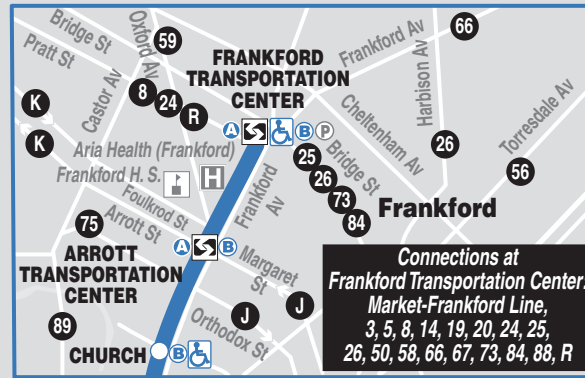 Bridge St
Pratt St
Oxford Av
59
FRANKFORD
TRANSPORTATION
CENTER
Frankford Av
66
Harbison Av
Castor Av
8
24
R
K
K
A
B
P
Cheltenham Av
Torresdale Av
Aria Health (Frankford)
Frankford H. S.
H
25
26
73
84
Bridge St
26
56
Frankford
Foulkrod St
Frankford
Av
75
Arrott St
A
B
ARROTT
TRANSPORTATION
CENTER
Margaret
St
J
J
Orthodox St
89
CHURCH
B
Connections at
Frankford Transportation Center:
Market-Frankford Line,
3, 5, 8, 14, 19, 20, 24, 25,
26, 50, 58, 66, 67, 73, 84, 88, R